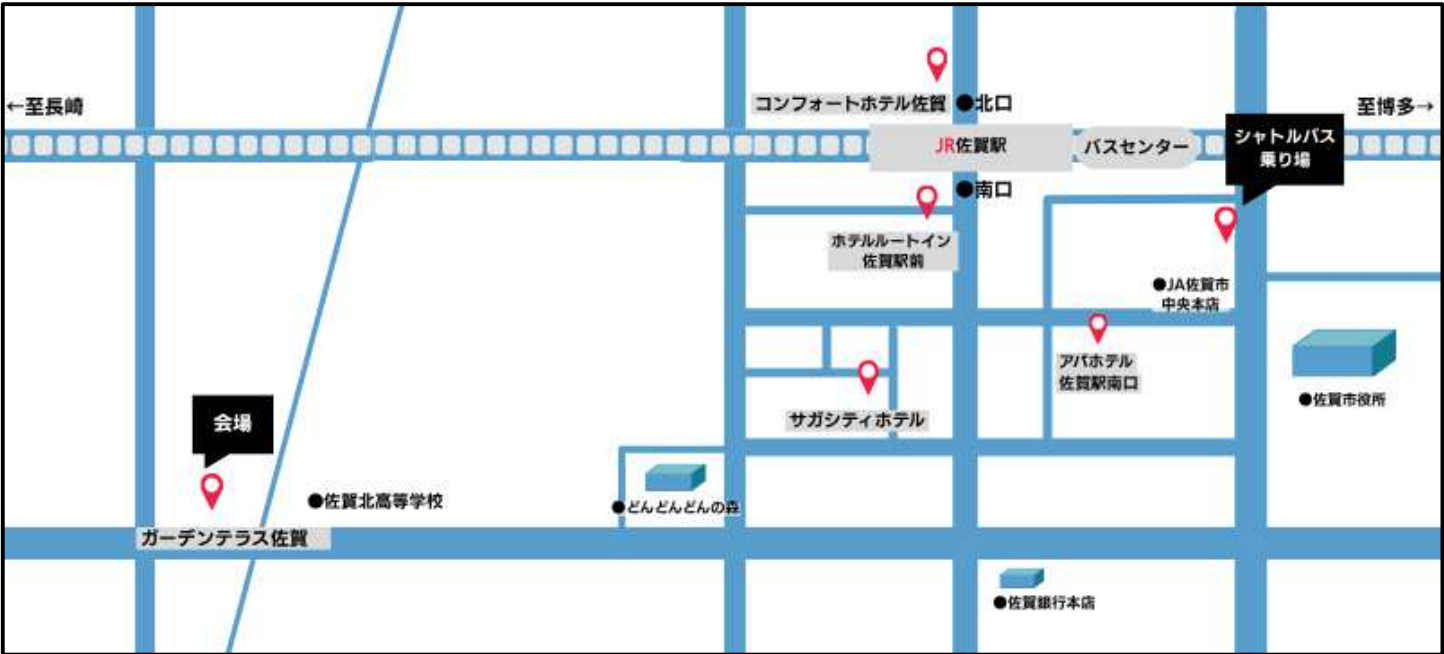 ←至長崎
コンフォートホテル佐賀
●北口
至博多→
JR佐賀駅
バスセンター
シャトルバス
乗り場
●南口
ホテルルートイン
佐賀駅前
●JA佐賀市
中央本店
アパホテル
佐賀駅南口
●佐賀市役所
サガシティホテル
会場
●佐賀北高等学校
●どんどんどんの森
ガーデンテラス佐賀
●佐賀銀行本店